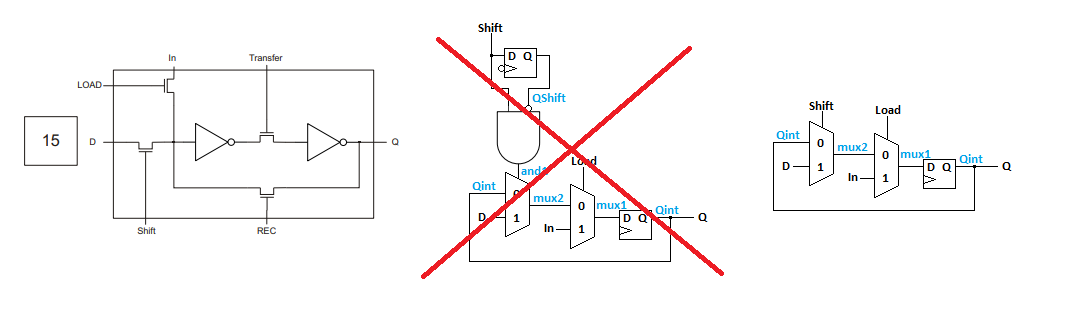 15
In
Transfer
LOAD
D
Q
Shift
REC
Shift
D Q
QShift
and1
Load
Qint
0
mux2
D
1
0
mux1
In
1
D Q
Qint
Q
Shift
Load
Qint
0
mux2
D
1
0
mux1
In
1
D Q
Qint
Q